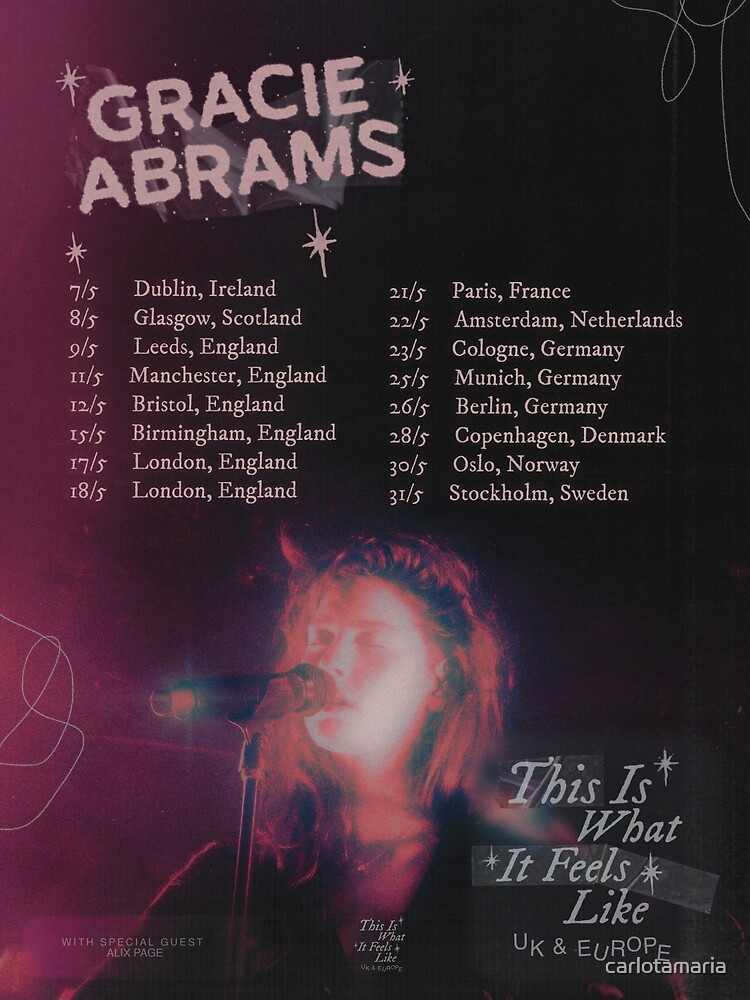 GRACIE
ABRAMS
7/5 Dublin, Ireland
8/5 Glasgow, Scotland
9/5 Leeds, England
11/5 Manchester, England
12/5 Bristol, England
15/5 Birmingham, England
17/5 London, England
18/5 London, England
21/5 Paris, France
22/5 Amsterdam, Netherlands
23/5 Cologne, Germany
25/5 Munich, Germany
26/5 Berlin, Germany
28/5 Copenhagen, Denmark
30/5 Oslo, Norway
31/5 Stockholm, Sweden
This Is
What
It Feels
Like
UK & EUROPE
WITH SPECIAL GUEST
ALIX PAGE
This Is
What
It Feels
Like
UK & EUROPE
carlotamaria